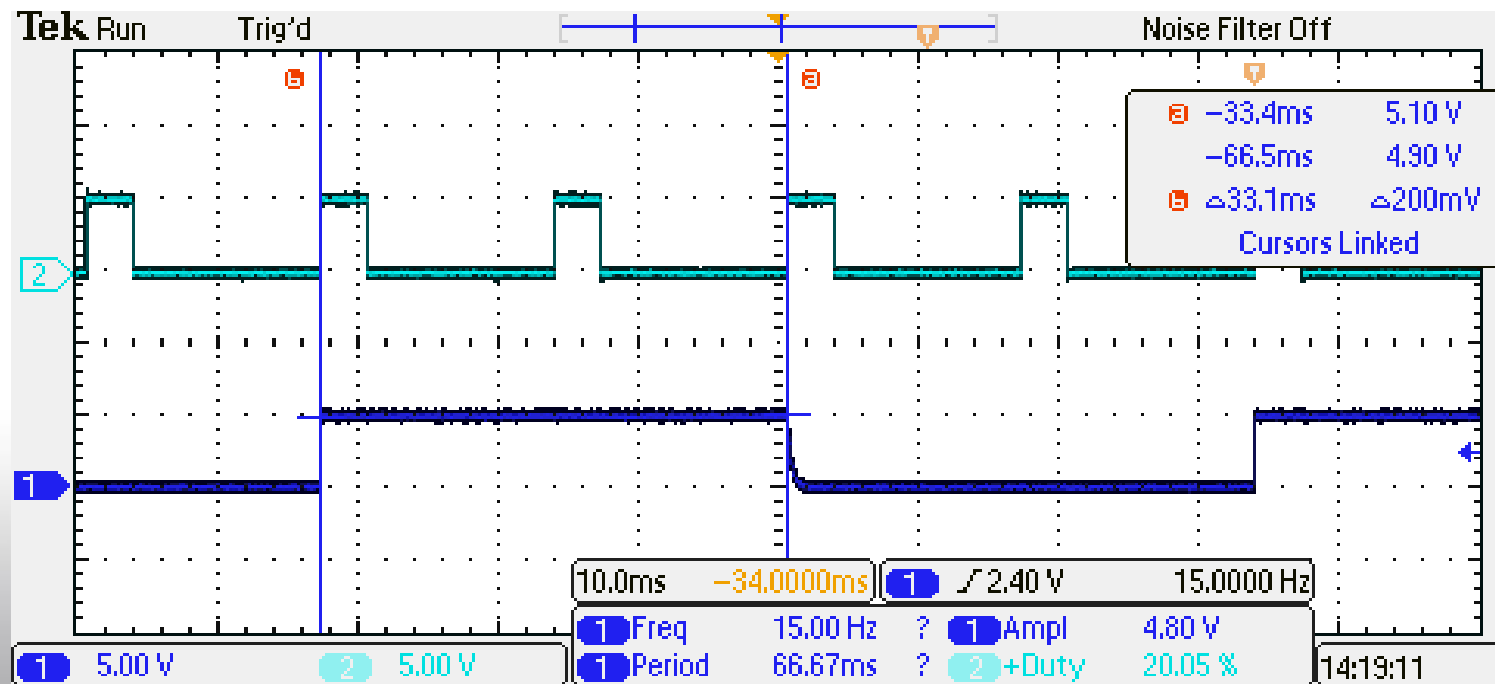 Tek Run Trig'd Noise Filter Off
T
T
b a
a −33.4ms 5.10 V
−66.5ms 4.90 V
b △33.1ms △200mV
Cursors Linked
2
1
10.0ms −34.0000ms 1 2.40 V 15.0000 Hz
1 Freq 15.00 Hz ? 1 Ampl 4.80 V
1 Period 66.67ms ? 2 +Duty 20.05 %
1 5.00 V 2 5.00 V 14:19:11